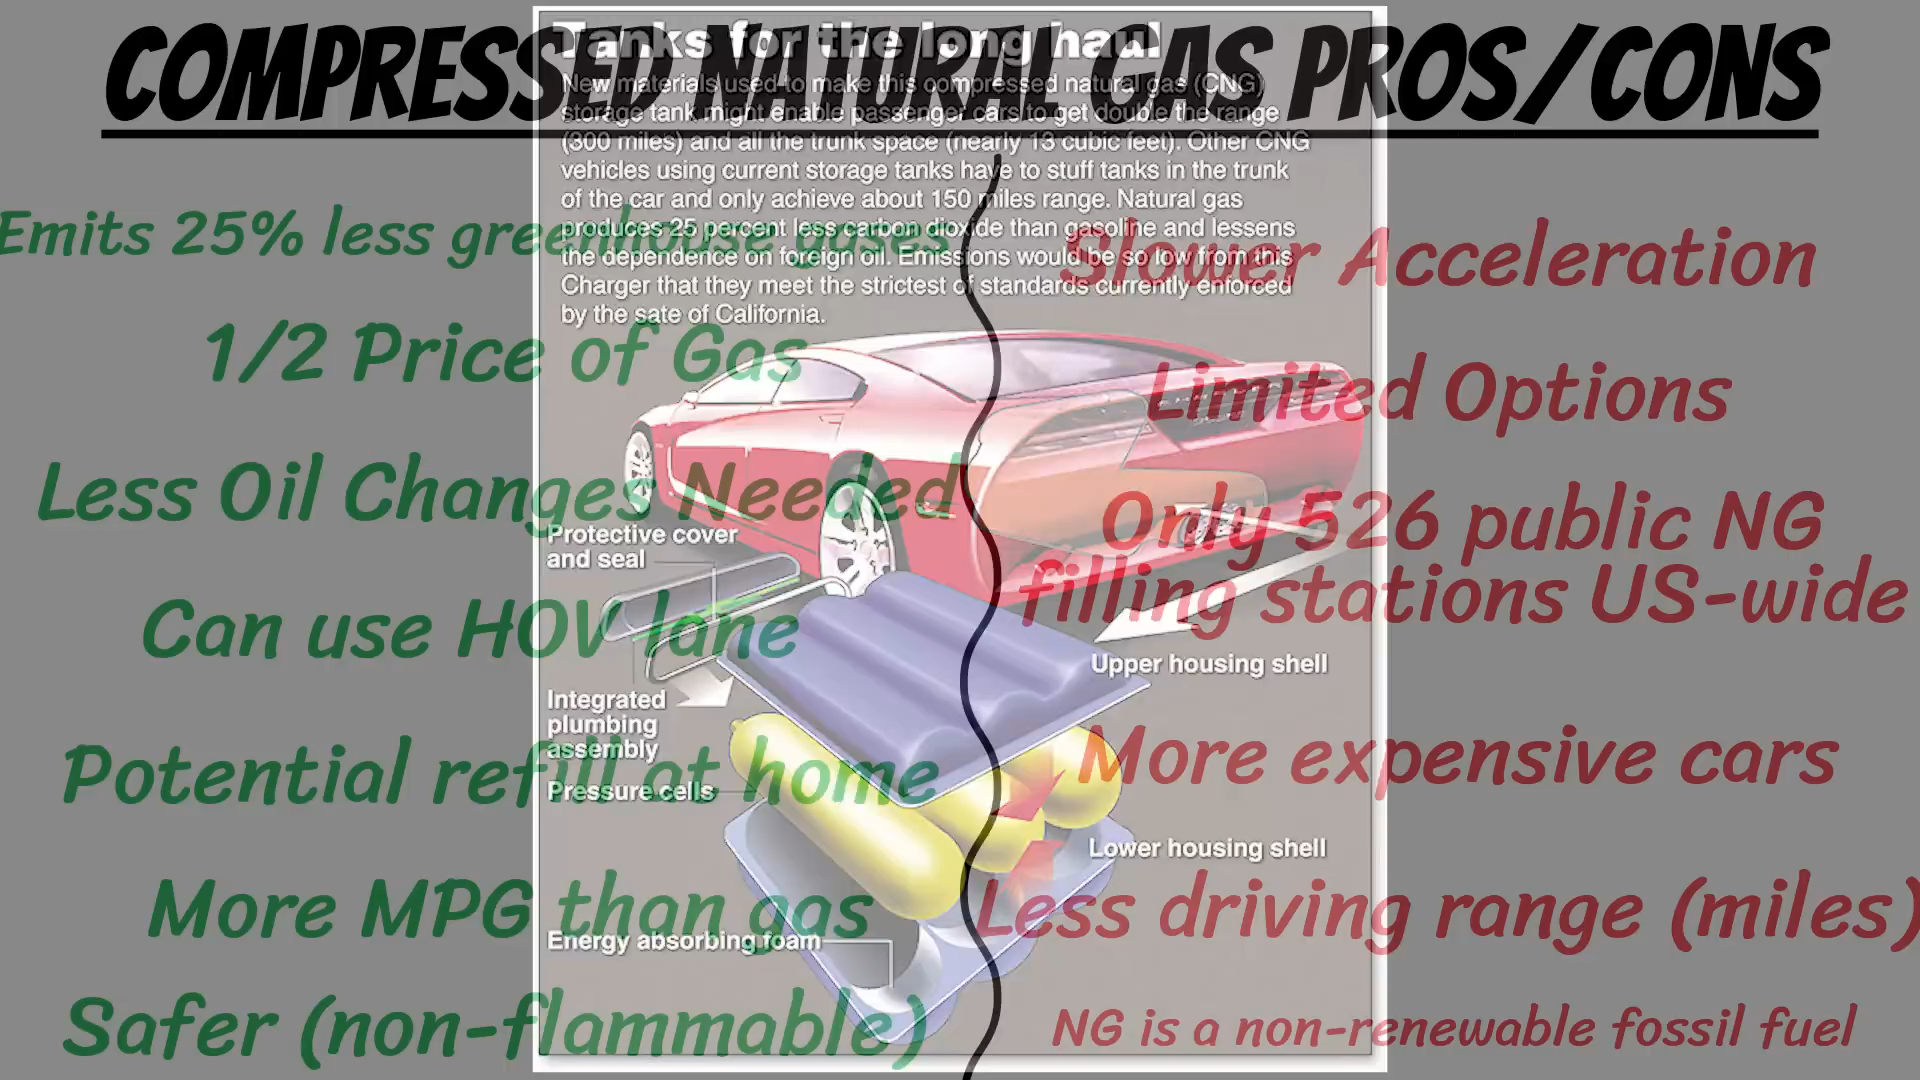 COMPRESSED NATURAL GAS PROS/CONS
Tanks for the long haul
New materials used to make this compressed natural gas (CNG)
storage tank might enable passenger cars to get double the range
(300 miles) and all the trunk space (nearly 13 cubic feet). Other CNG
vehicles using current storage tanks have to stuff tanks in the trunk
of the car and only achieve about 150 miles range. Natural gas
produces 25 percent less carbon dioxide than gasoline and lessens
the dependence on foreign oil. Emissions would be so low from this
Charger that they meet the strictest of standards currently enforced
by the sate of California.
Emits 25% less greenhouse gases
1/2 Price of Gas
Less Oil Changes Needed
Can use HOV lane
Potential refill at home
More MPG than gas
Safer (non-flammable)
Slower Acceleration
Limited Options
Only 526 public NG
filling stations US-wide
More expensive cars
Less driving range (miles)
NG is a non-renewable fossil fuel
Protective cover
and seal
Integrated
plumbing
assembly
Pressure cells
Energy absorbing foam
Upper housing shell
Lower housing shell